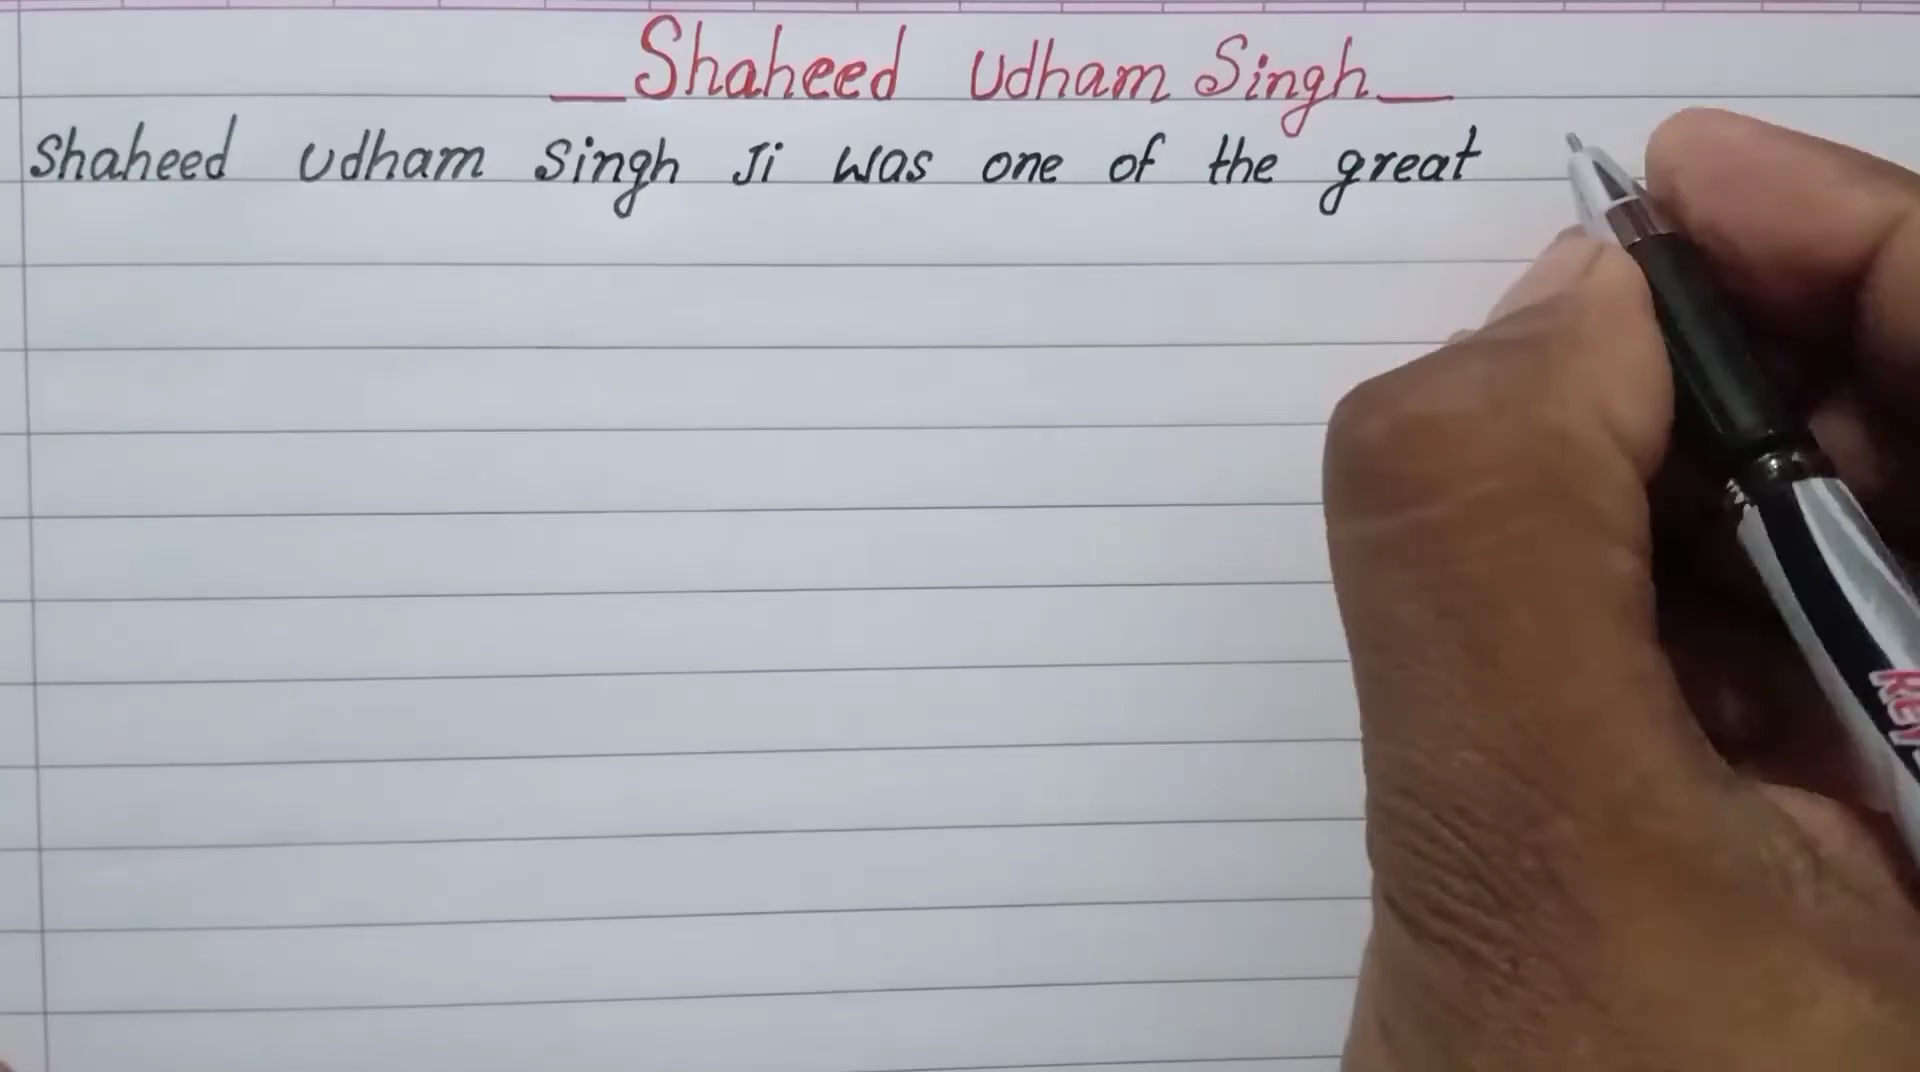 Shaheed Udham Singh
Shaheed Udham Singh Ji was one of the great